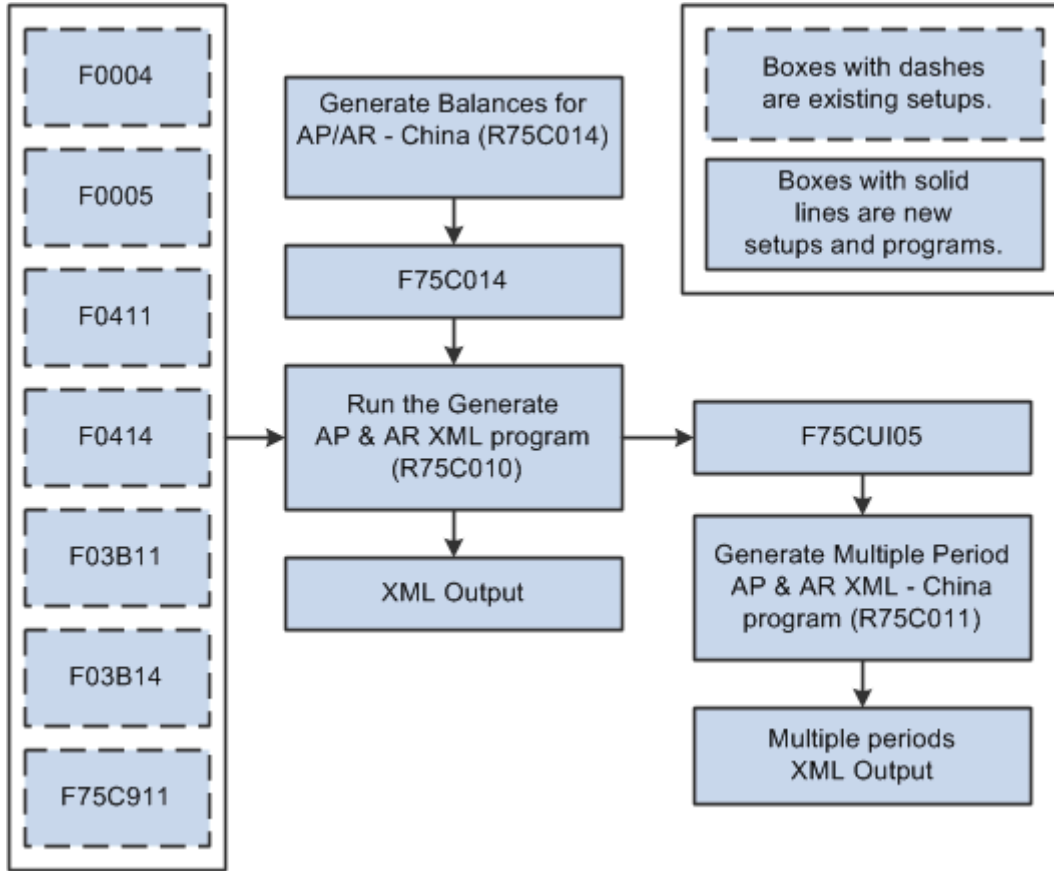 F0004
F0005
F0411
F0414
F03B11
F03B14
F75C911
Generate Balances for
AP/AR - China (R75C014)
F75C014
Run the Generate
AP & AR XML program
(R75C010)
XML Output
F75CUI05
Generate Multiple Period
AP & AR XML - China
program (R75C011)
Multiple periods
XML Output
Boxes with dashes
are existing setups.
Boxes with solid
lines are new
setups and programs.